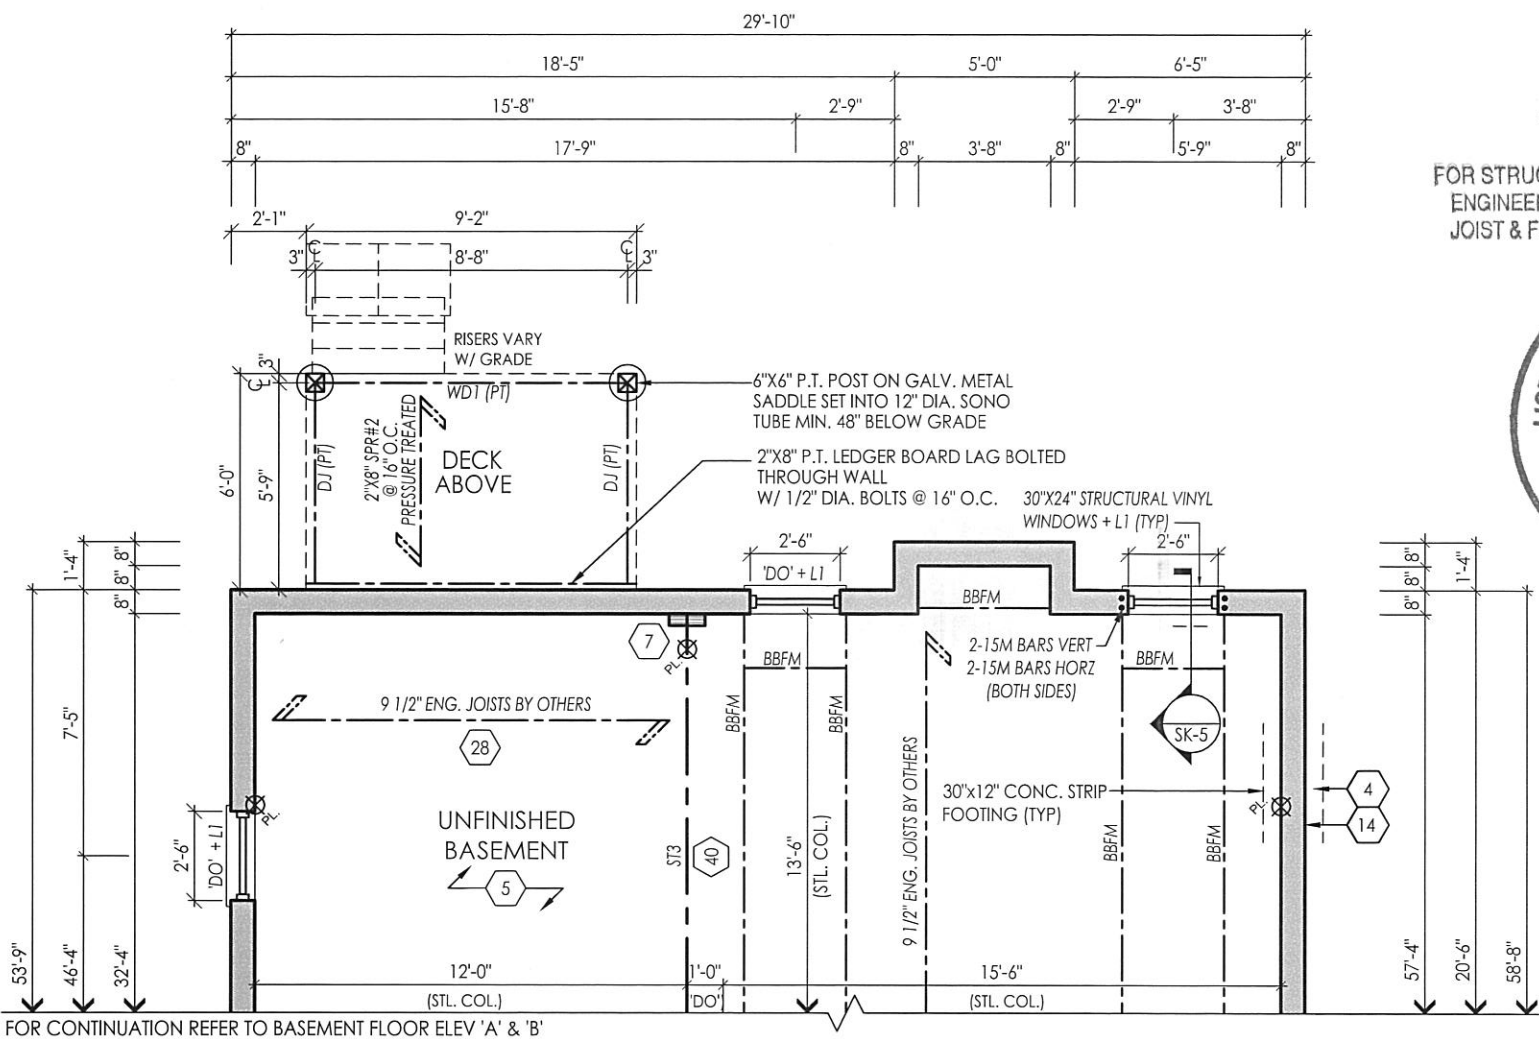 29'-10"
18'-5" 5'-0" 6'-5"
15'-8" 2'-9" 2'-9" 3'-8"
8" 17'-9" 8" 3'-8" 8" 5'-9" 8"
FOR STRUC
ENGINEE
JOIST & F
2'-1" 9'-2"
3" 8'-8" 3"
RISERS VARY
W/ GRADE
3"
WD1 (PT)
6'-0"
5'-9"
DJ (PT)
2"X8" SPR#2
@ 16" O.C.
PRESSURE TREATED
DECK
ABOVE
DJ (PT)
6"X6" P.T. POST ON GALV. METAL
SADDLE SET INTO 12" DIA. SONO
TUBE MIN. 48" BELOW GRADE
2"X8" P.T. LEDGER BOARD LAG BOLTED
THROUGH WALL
W/ 1/2" DIA. BOLTS @ 16" O.C.
30"X24" STRUCTURAL VINYL
WINDOWS + L1 (TYP)
2'-6"
'DO' + L1
2'-6"
1'-4"
8"
8"
8"
8"
8"
8"
1'-4"
BBFM
7
PL.
2-15M BARS VERT
2-15M BARS HORZ
(BOTH SIDES)
BBFM
BBFM
9 1/2" ENG. JOISTS BY OTHERS
28
BBFM
BBFM
SK-5
7'-5"
PL.
UNFINISHED
BASEMENT
5
2'-6"
'DO' + L1
ST3
40
13'-6"
(STL. COL.)
9 1/2" ENG. JOISTS BY OTHERS
30"x12" CONC. STRIP
FOOTING (TYP)
BBFM
BBFM
PL.
4
14
53'-9"
46'-4"
32'-4"
12'-0" 1'-0" 15'-6"
(STL. COL.) 'DO' (STL. COL.)
57'-4"
20'-6"
58'-8"
FOR CONTINUATION REFER TO BASEMENT FLOOR ELEV 'A' & 'B'